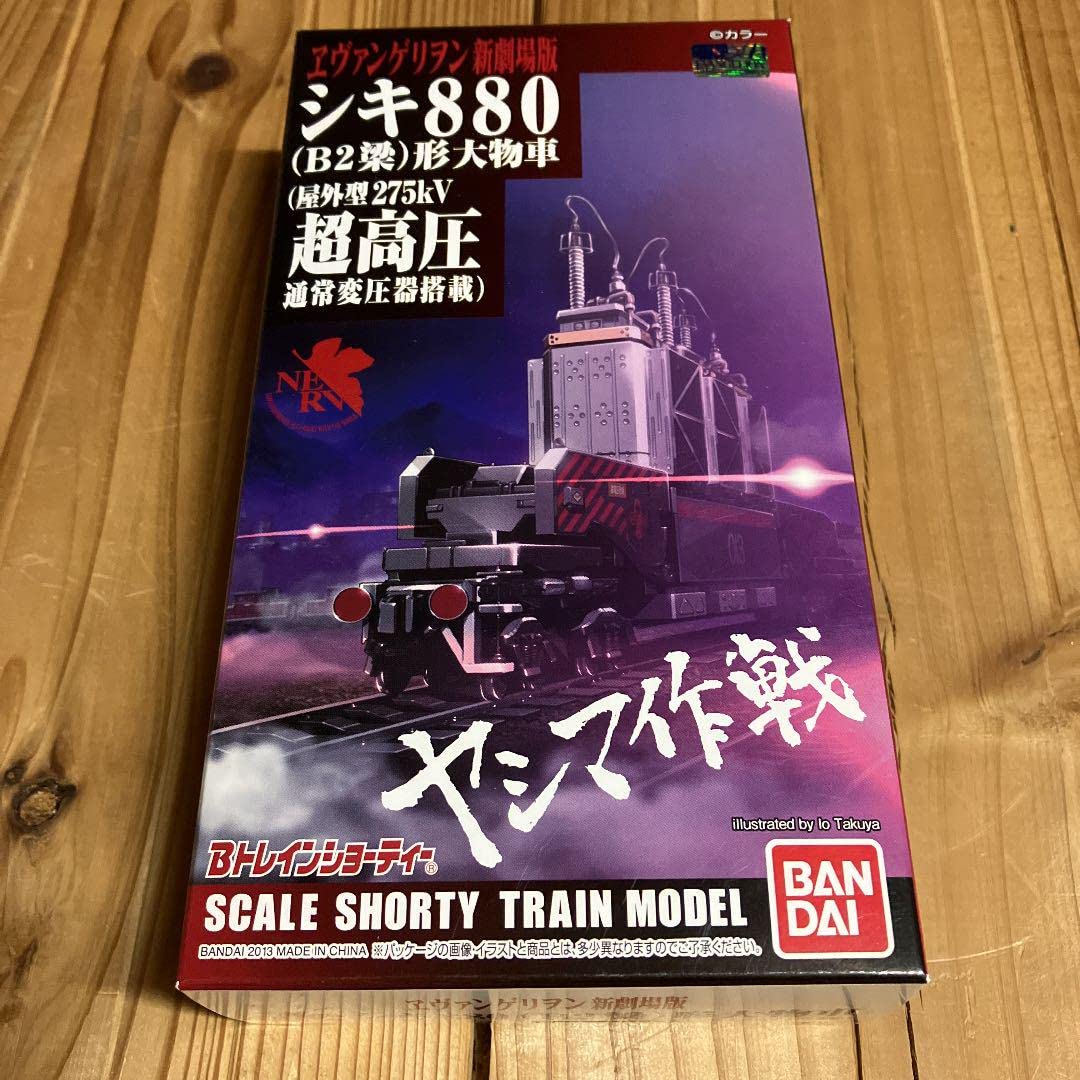 ©カラー
ヱヴァンゲリヲン 新劇場版
シキ880
(B2梁)形大物車
(屋外型275kV
超高圧
通常変圧器搭載)
NERV
03
ヤシマ作戦
illustrated by Io Takuya
Bトレインショーティー®
SCALE SHORTY TRAIN MODEL
BAN
DAI
BANDAI 2013 MADE IN CHINA ※パッケージの画像・イラストと商品とは、多少異なりますのでご了承ください。
ヱヴァンゲリヲン 新劇場版